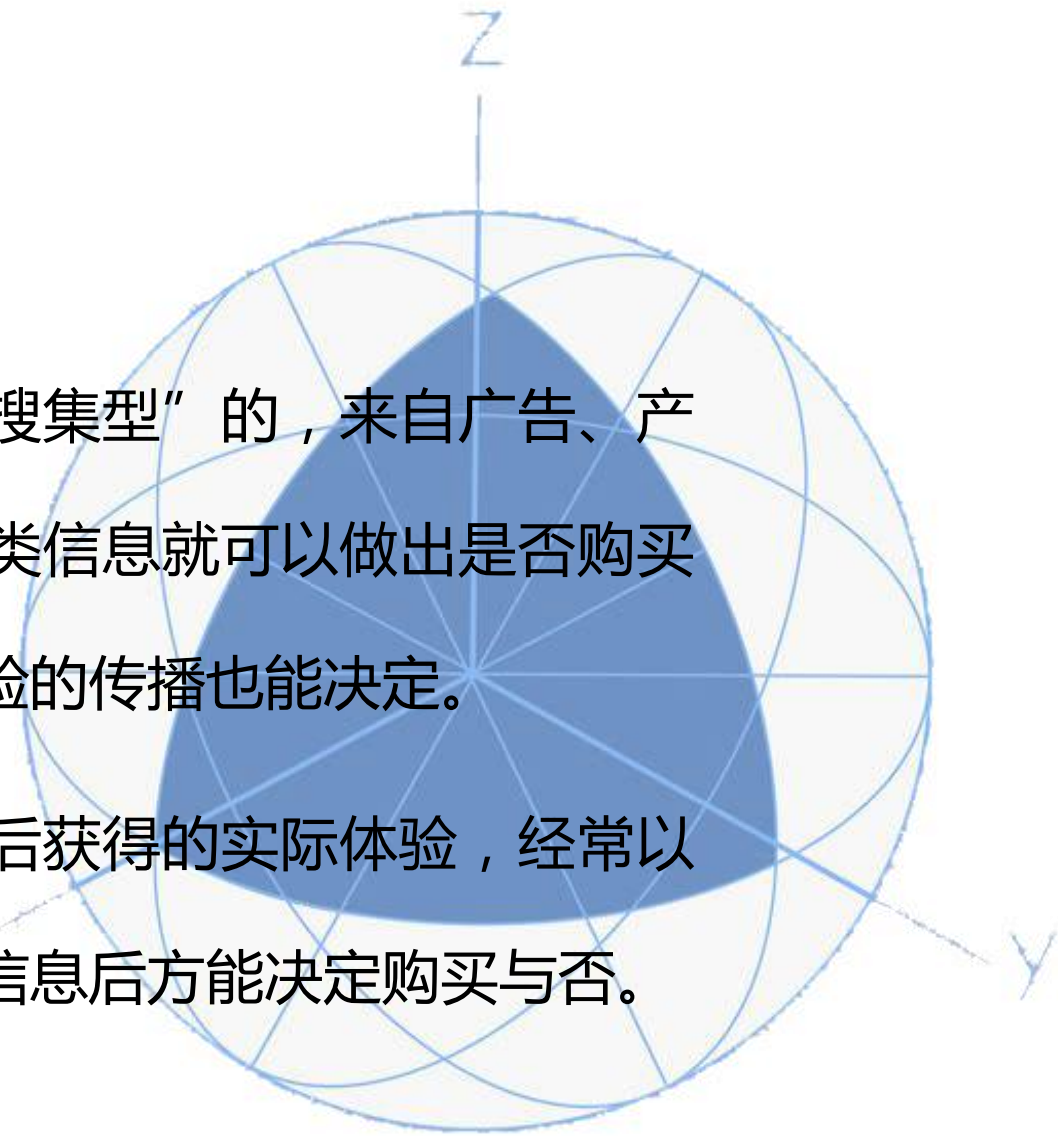 Z
搜集型”的，来自广告、产
类信息就可以做出是否购买
验的传播也能决定。
后获得的实际体验，经常以
信息后方能决定购买与否。
Y